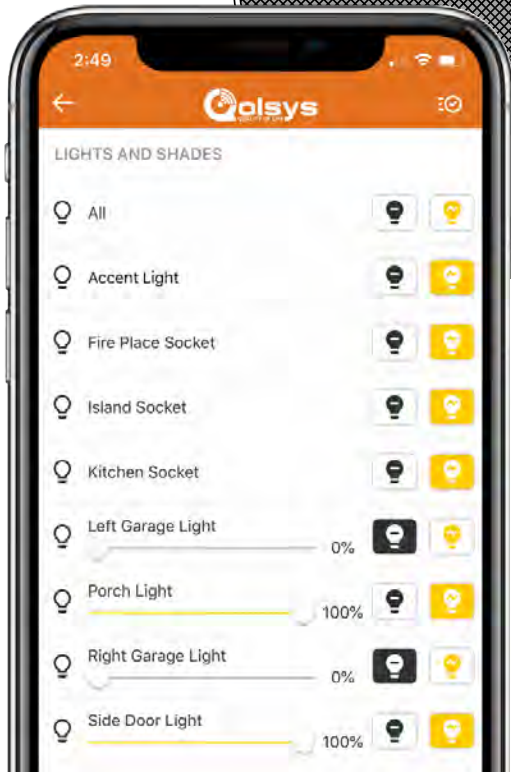 2:49
Qolsys
LIGHTS AND SHADES
All
Accent Light
Fire Place Socket
Island Socket
Kitchen Socket
Left Garage Light
0%
Porch Light
100%
Right Garage Light
0%
Side Door Light
100%